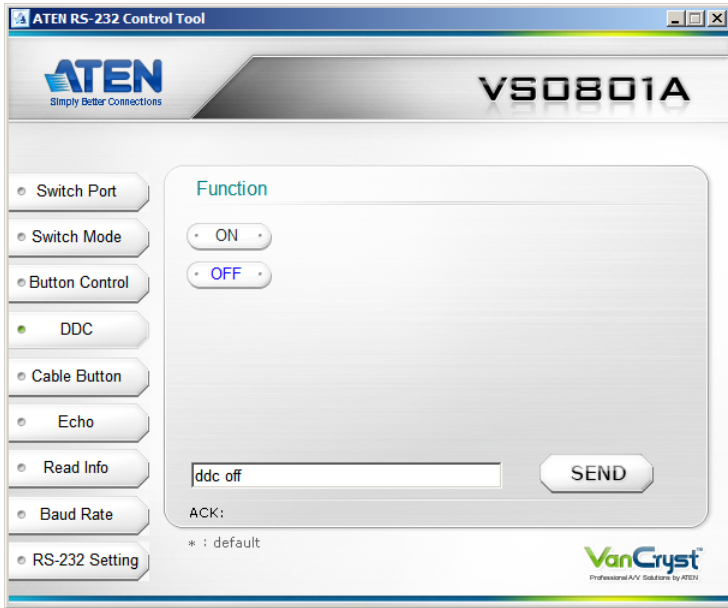 ATEN RS-232 Control Tool
ATEN
Simply Better Connections
VS0801A
Switch Port
Switch Mode
Button Control
DDC
Cable Button
Echo
Read Info
Baud Rate
RS-232 Setting
Function
ON
OFF
ddc off
SEND
ACK:
* : default
VanCryst™
Professional A/V Solutions by ATEN